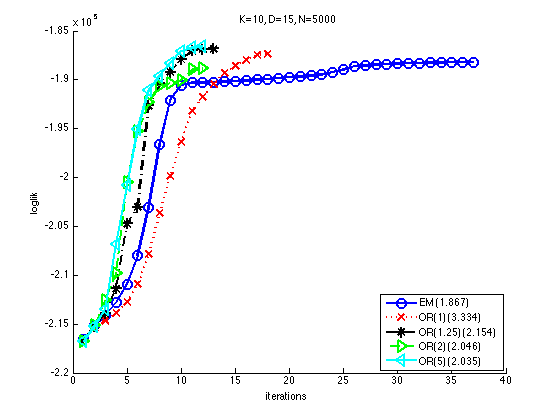 K=10, D=15, N=5000
x 10^5
-1.85
-1.9
-1.95
-2
-2.05
-2.1
-2.15
-2.2
loglik
0 5 10 15 20 25 30 35 40
iterations
EM(1.867)
OR(1)(3.334)
OR(1.25)(2.154)
OR(2)(2.046)
OR(5)(2.035)